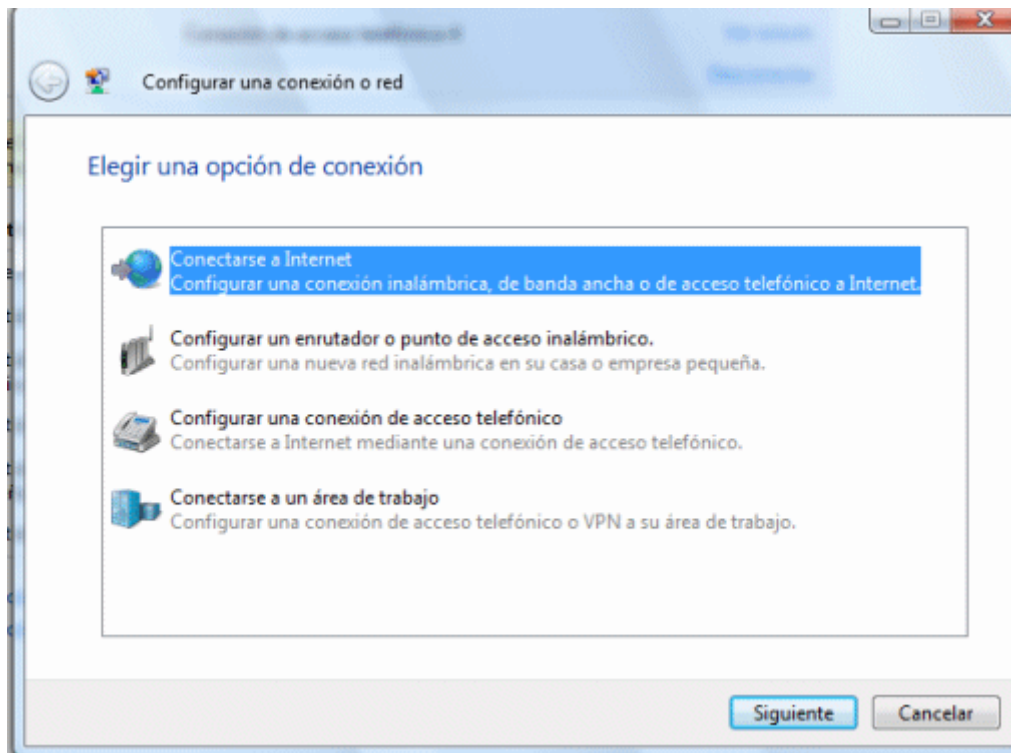 Configurar una conexión o red
Elegir una opción de conexión
Conectarse a Internet
Configurar una conexión inalámbrica, de banda ancha o de acceso telefónico a Internet.
Configurar un enrutador o punto de acceso inalámbrico.
Configurar una nueva red inalámbrica en su casa o empresa pequeña.
Configurar una conexión de acceso telefónico
Conectarse a Internet mediante una conexión de acceso telefónico.
Conectarse a un área de trabajo
Configurar una conexión de acceso telefónico o VPN a su área de trabajo.
Siguiente
Cancelar